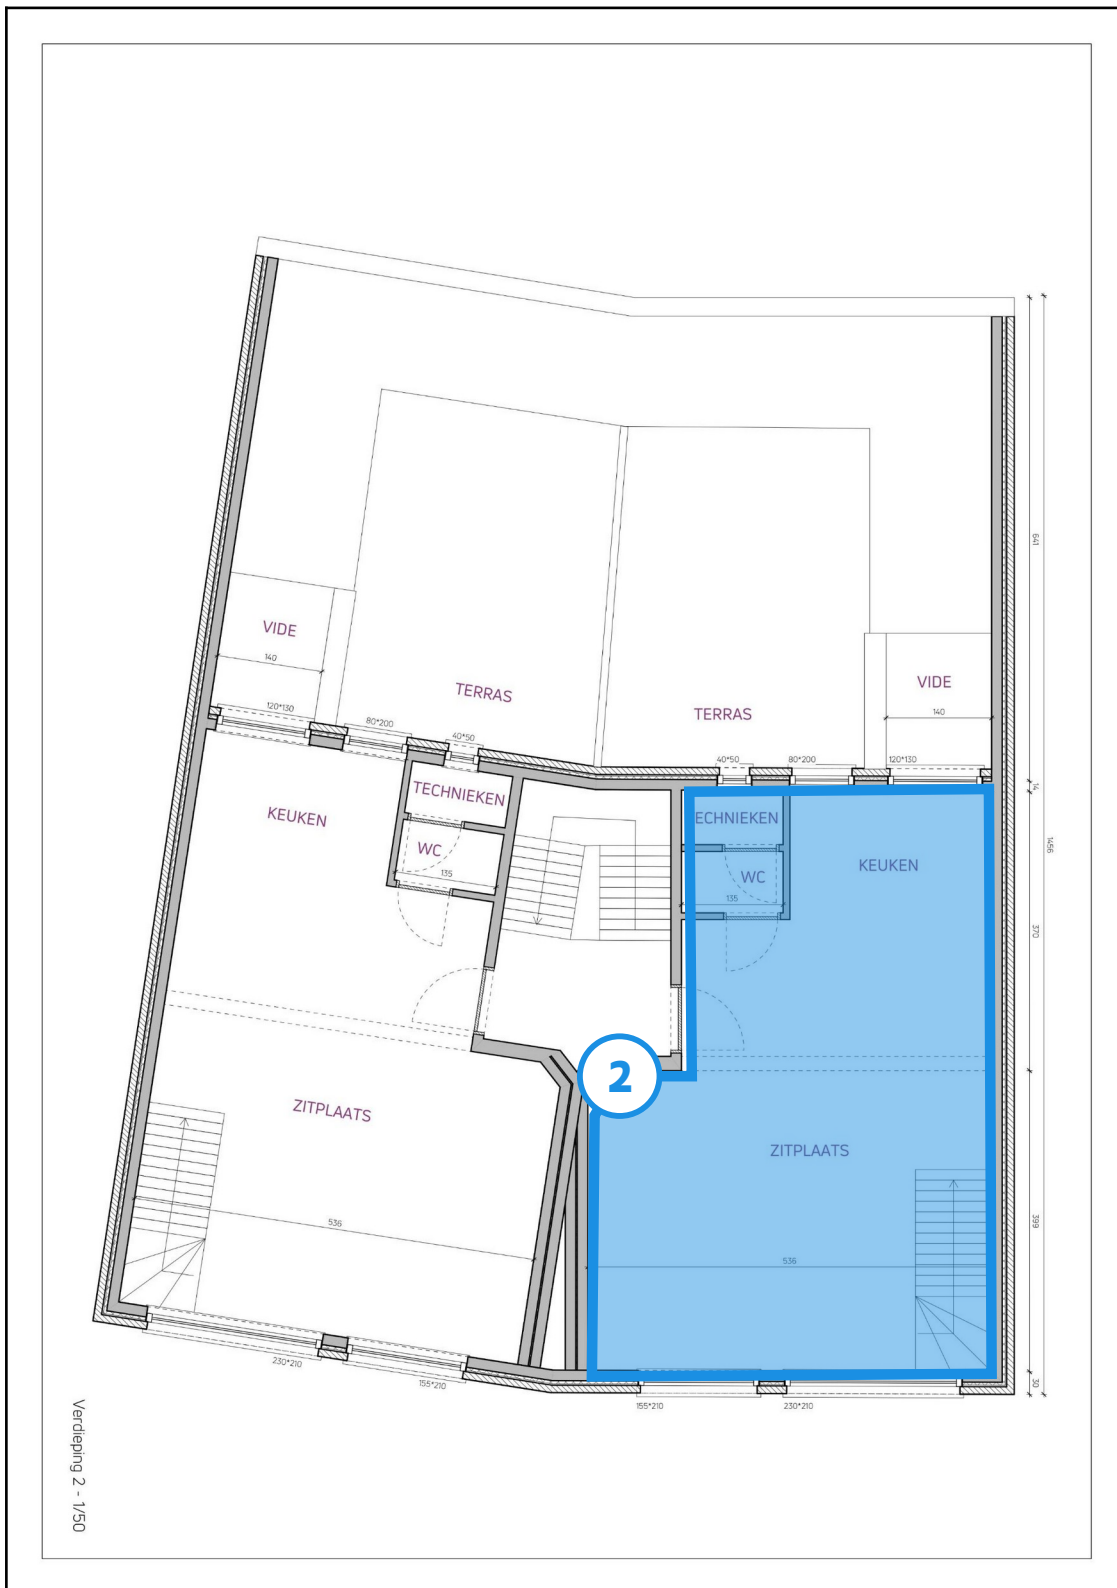 641
VIDE
140
TERRAS
TERRAS
VIDE
140
120*130
80*200
40*50
40*50
80*200
120*130
14
1456
TECHNIEKEN
KEUKEN
WC
135
ECHNIEKEN
KEUKEN
WC
135
370
2
ZITPLAATS
ZITPLAATS
536
536
399
230*210
155*210
155*210
230*210
30
Verdieping 2 - 1/50